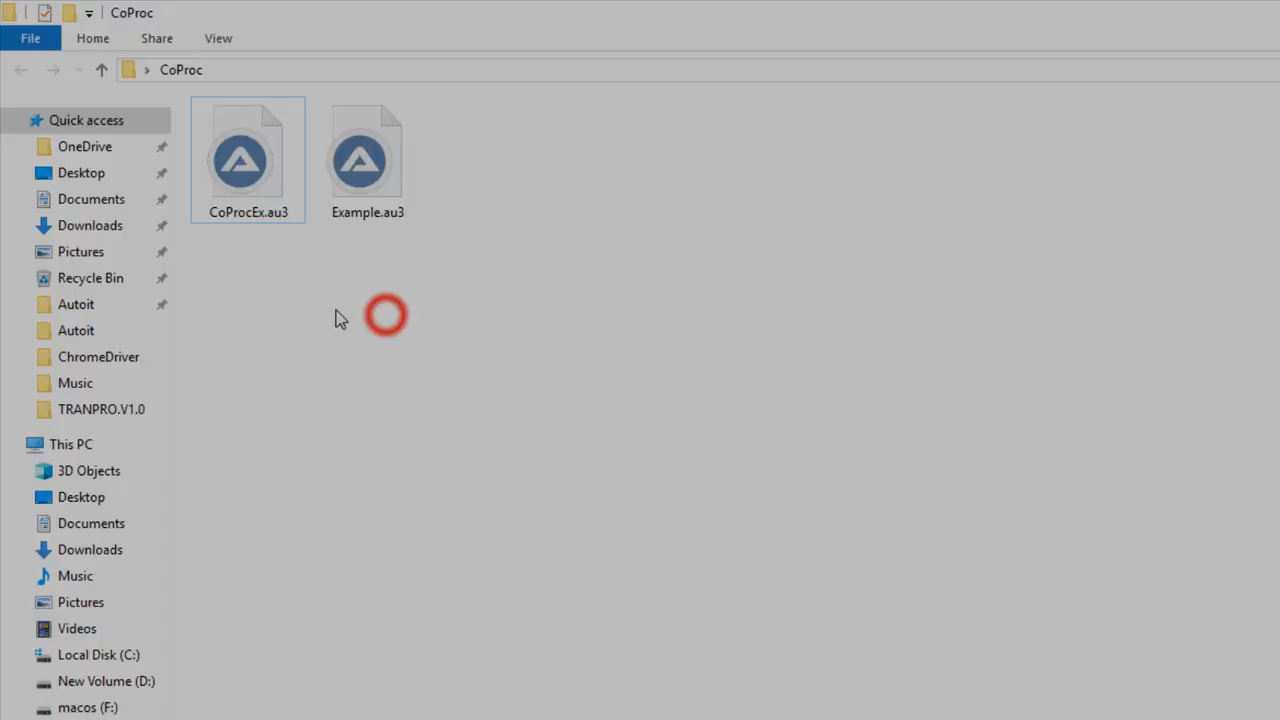 CoProc
File Home Share View
CoProc
Quick access
OneDrive
Desktop
Documents
Downloads
Pictures
Recycle Bin
Autoit
Autoit
ChromeDriver
Music
TRANPRO.V1.0
This PC
3D Objects
Desktop
Documents
Downloads
Music
Pictures
Videos
Local Disk (C:)
New Volume (D:)
macos (F:)
CoProcEx.au3
Example.au3